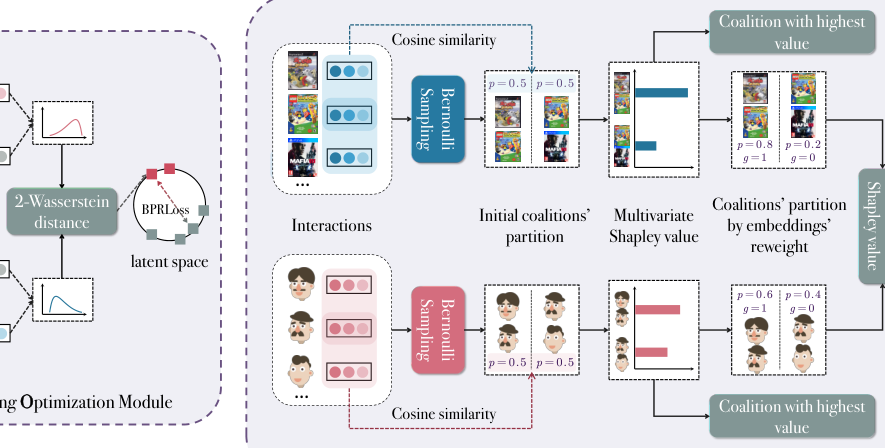 2-Wasserstein
distance
BPRLoss
latent space
ng Optimization Module
Cosine similarity
Coalition with highest
value
Bernoulli
Sampling
p = 0.5
p = 0.5
MAFIA
p = 0.8
p = 0.2
g = 1
g = 0
...
Interactions
Initial coalitions'
partition
Multivariate
Shapley value
Coalitions' partition
by embeddings'
reweight
Shapley value
Bernoulli
Sampling
p = 0.6
p = 0.4
g = 1
g = 0
p = 0.5
p = 0.5
...
Cosine similarity
Coalition with highest
value